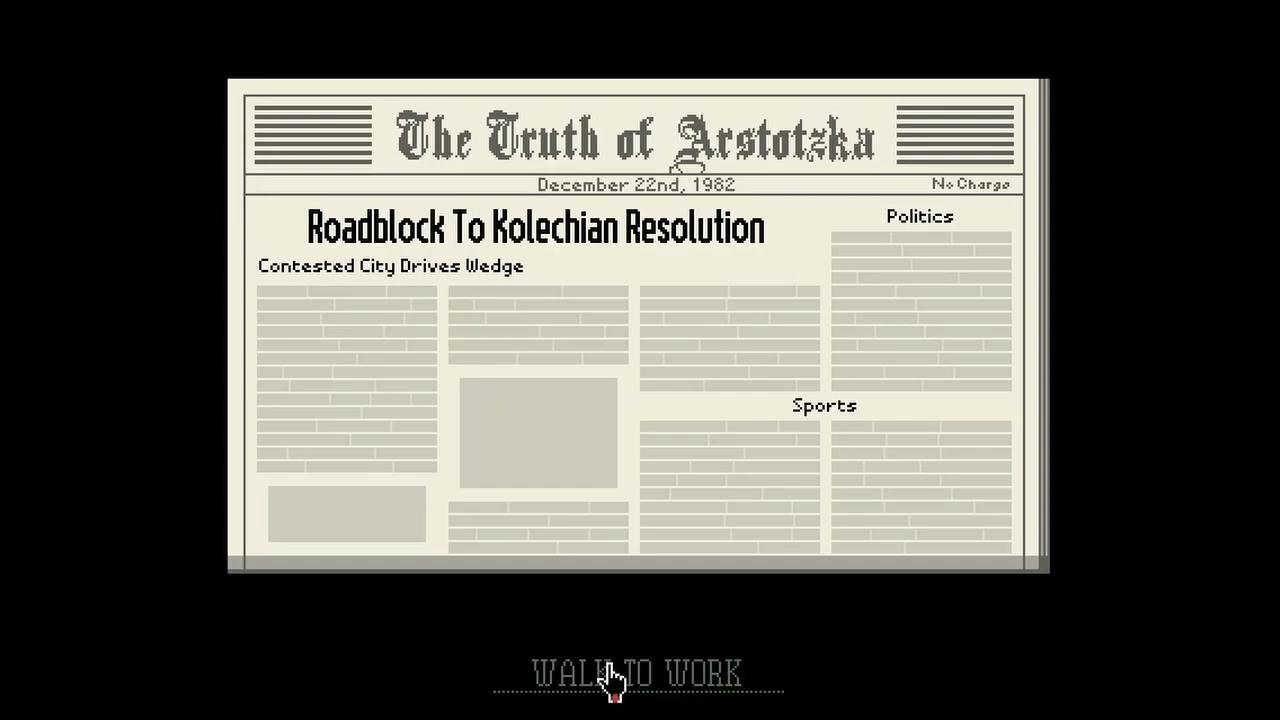 The Truth of Arstotzka
December 22nd, 1982
No Charge
Roadblock To Kolechian Resolution
Contested City Drives Wedge
Politics
Sports
WALK TO WORK